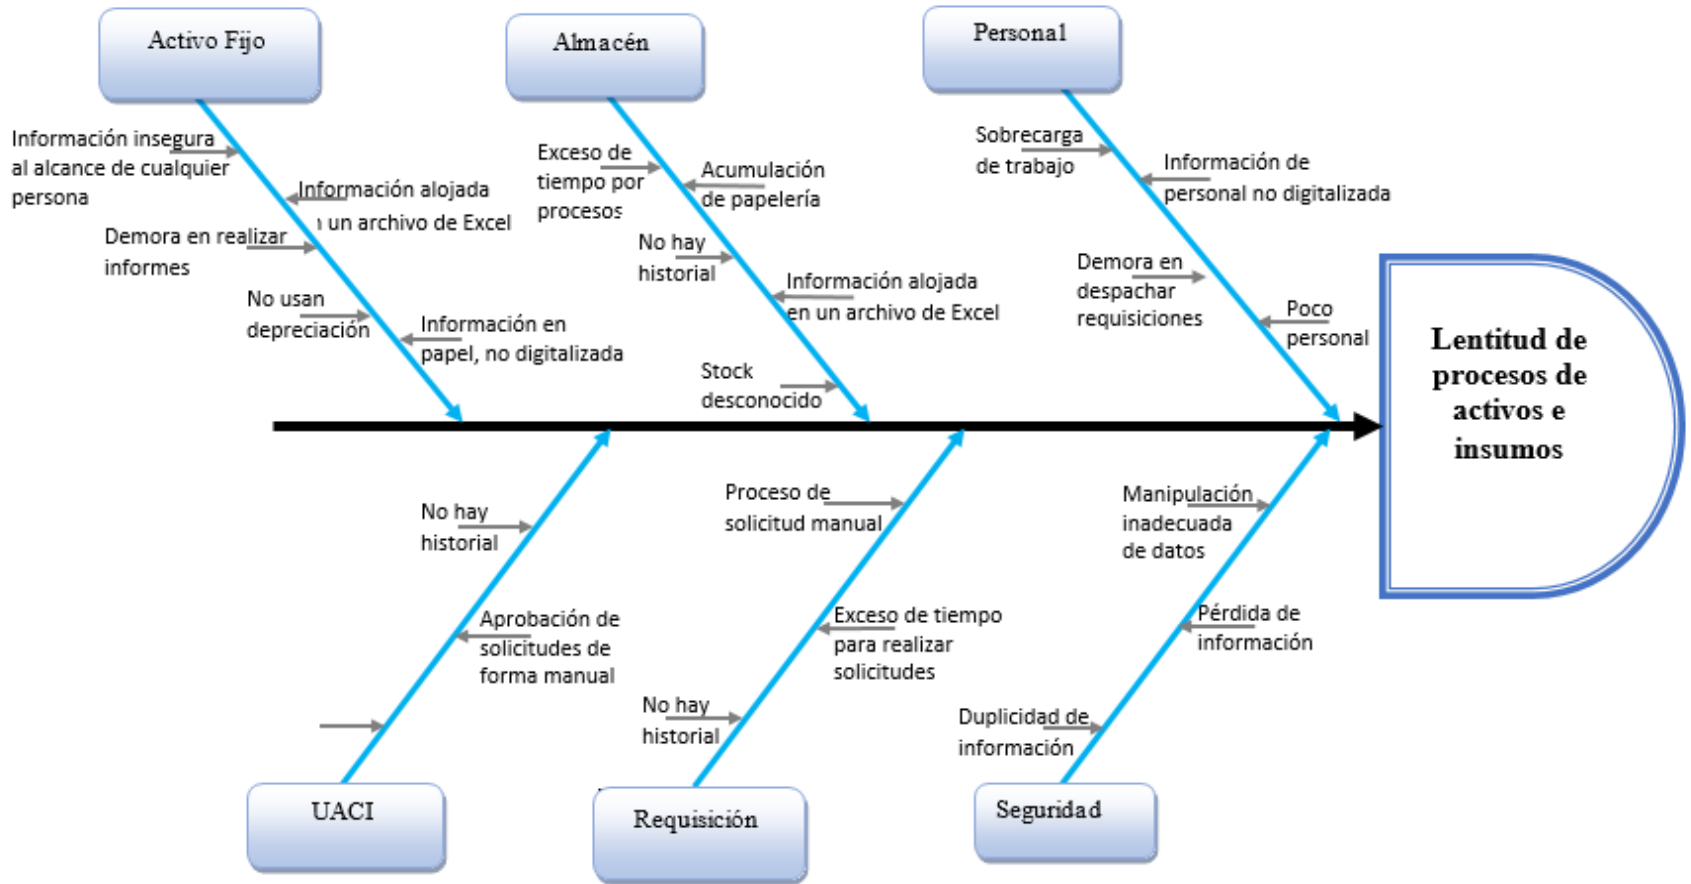 Activo Fijo
Almacén
Personal
Información insegura
al alcance de cualquier
persona
Información alojada
un archivo de Excel
Demora en realizar
informes
No usan
depreciación
Información en
papel, no digitalizada
Exceso de
tiempo por
procesos
Acumulación
de papelería
No hay
historial
Información alojada
en un archivo de Excel
Stock
desconocido
Sobrecarga
de trabajo
Información de
personal no digitalizada
Demora en
despachar
requisiciones
Poco
personal
Lentitud de
procesos de
activos e
insumos
No hay
historial
Aprobación de
solicitudes de
forma manual
Proceso de
solicitud manual
Exceso de tiempo
para realizar
solicitudes
No hay
historial
Manipulación
inadecuada
de datos
Pérdida de
información
Duplicidad de
información
UACI
Requisición
Seguridad